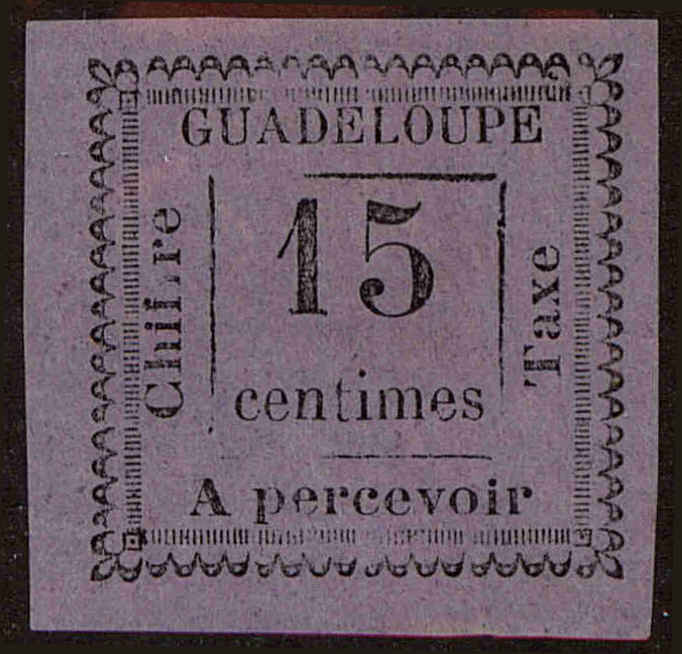 GUADELOUPE
Chiffre
15
centimes
Taxe
A percevoir